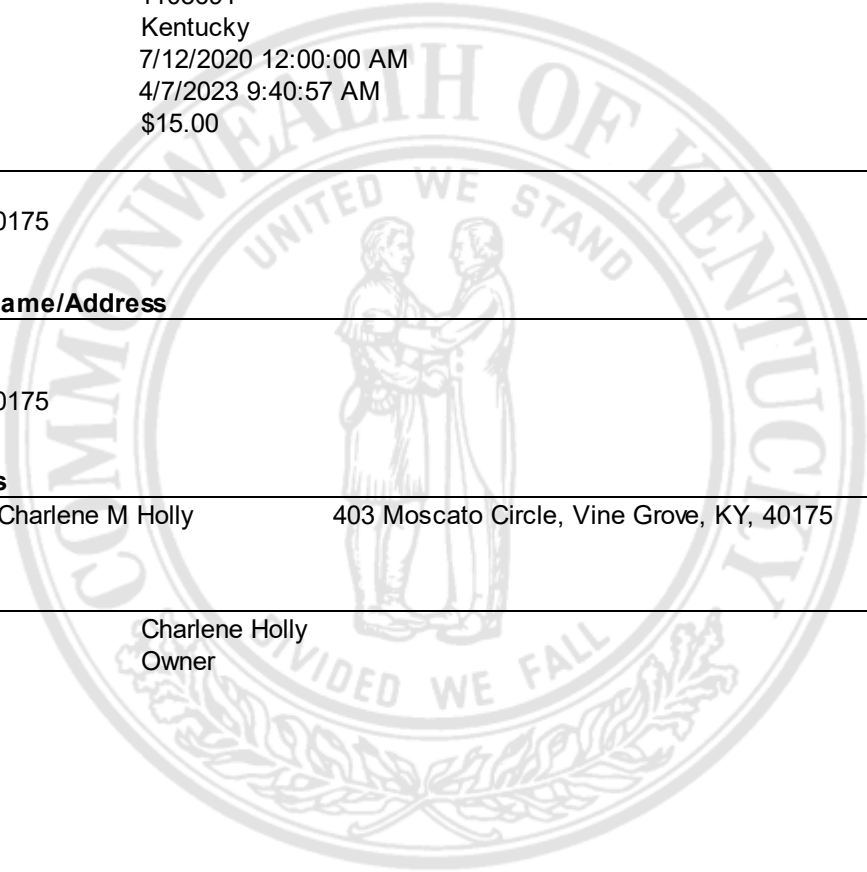 Kentucky
7/12/2020 12:00:00 AM
4/7/2023 9:40:57 AM
$15.00
0175
ame/Address
0175
s
Charlene M Holly 403 Moscato Circle, Vine Grove, KY, 40175
Charlene Holly
Owner
COMMONWEALTH OF KENTUCKY
UNITED WE STAND
DIVIDED WE FALL